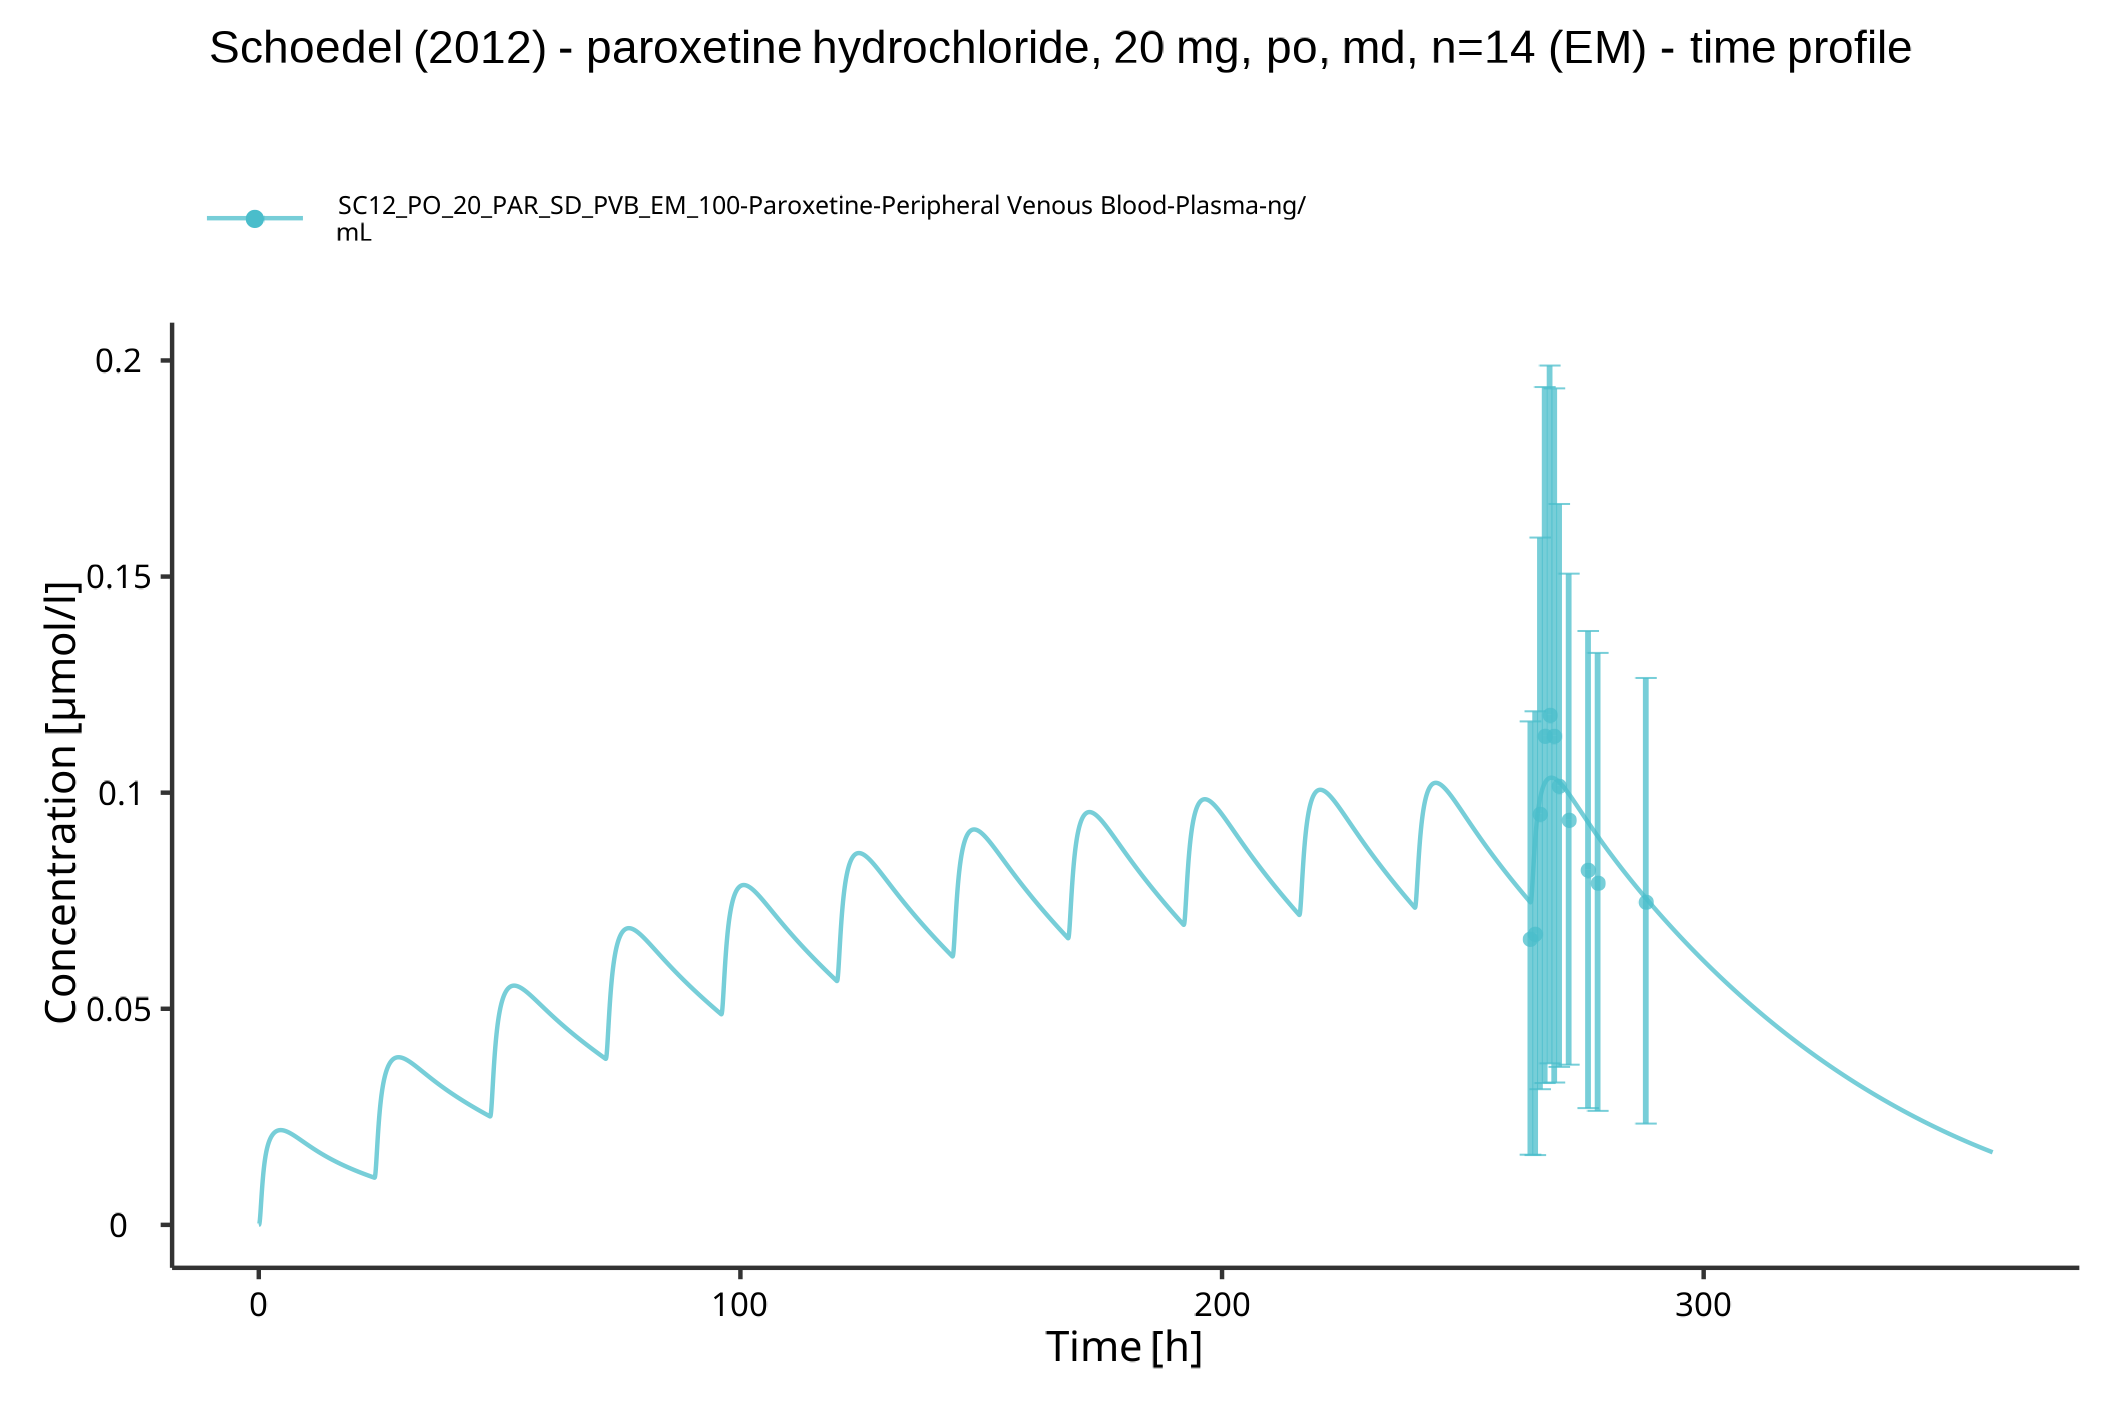 Schoedel (2012) - paroxetine hydrochloride, 20 mg, po, md, n=14 (EM) - time profile
SC12_PO_20_PAR_SD_PVB_EM_100-Paroxetine-Peripheral Venous Blood-Plasma-ng/
mL
Concentration [µmol/l]
0.2
0.15
0.1
0.05
0
0 100 200 300
Time [h]